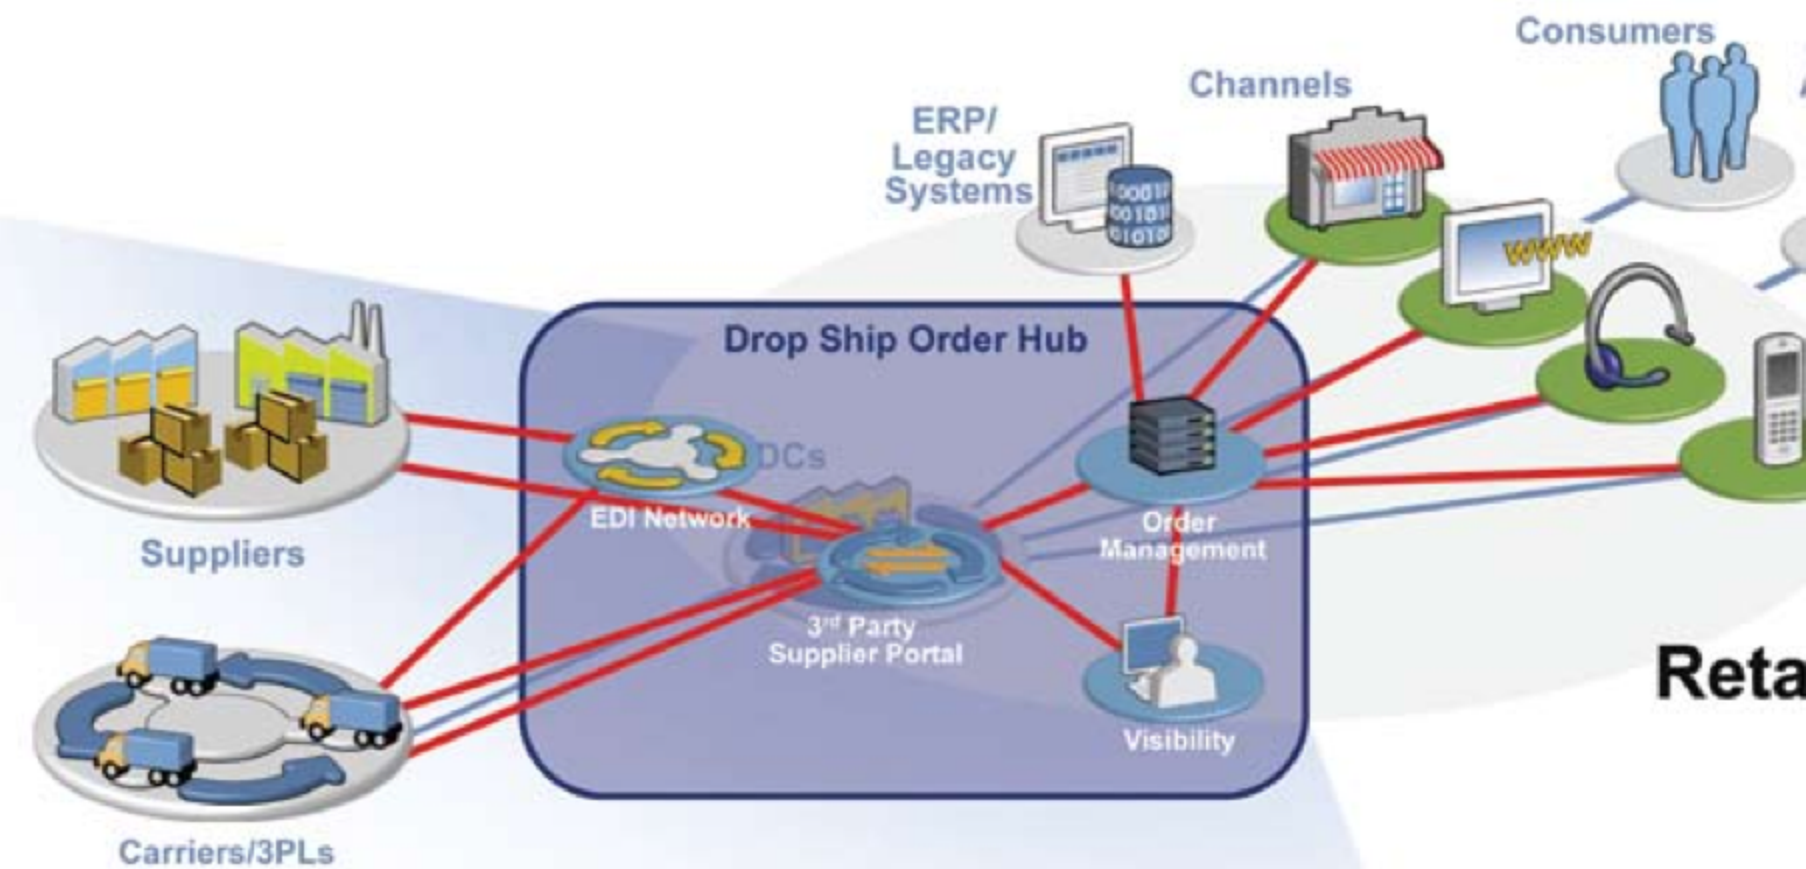 Consumers
Channels
ERP/
Legacy
Systems
www
Drop Ship Order Hub
DCs
EDI Network
Suppliers
Order
Management
3rd Party
Supplier Portal
Reta
Visibility
Carriers/3PLs